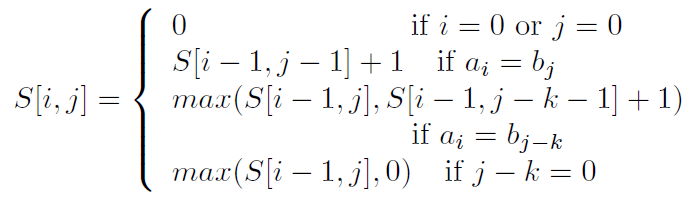 0 if i = 0 or j = 0
S[i − 1, j − 1] + 1 if a_i = b_j
S[i, j] = { max(S[i − 1, j], S[i − 1, j − k − 1] + 1)
if a_i = b_{j−k}
max(S[i − 1, j], 0) if j − k = 0